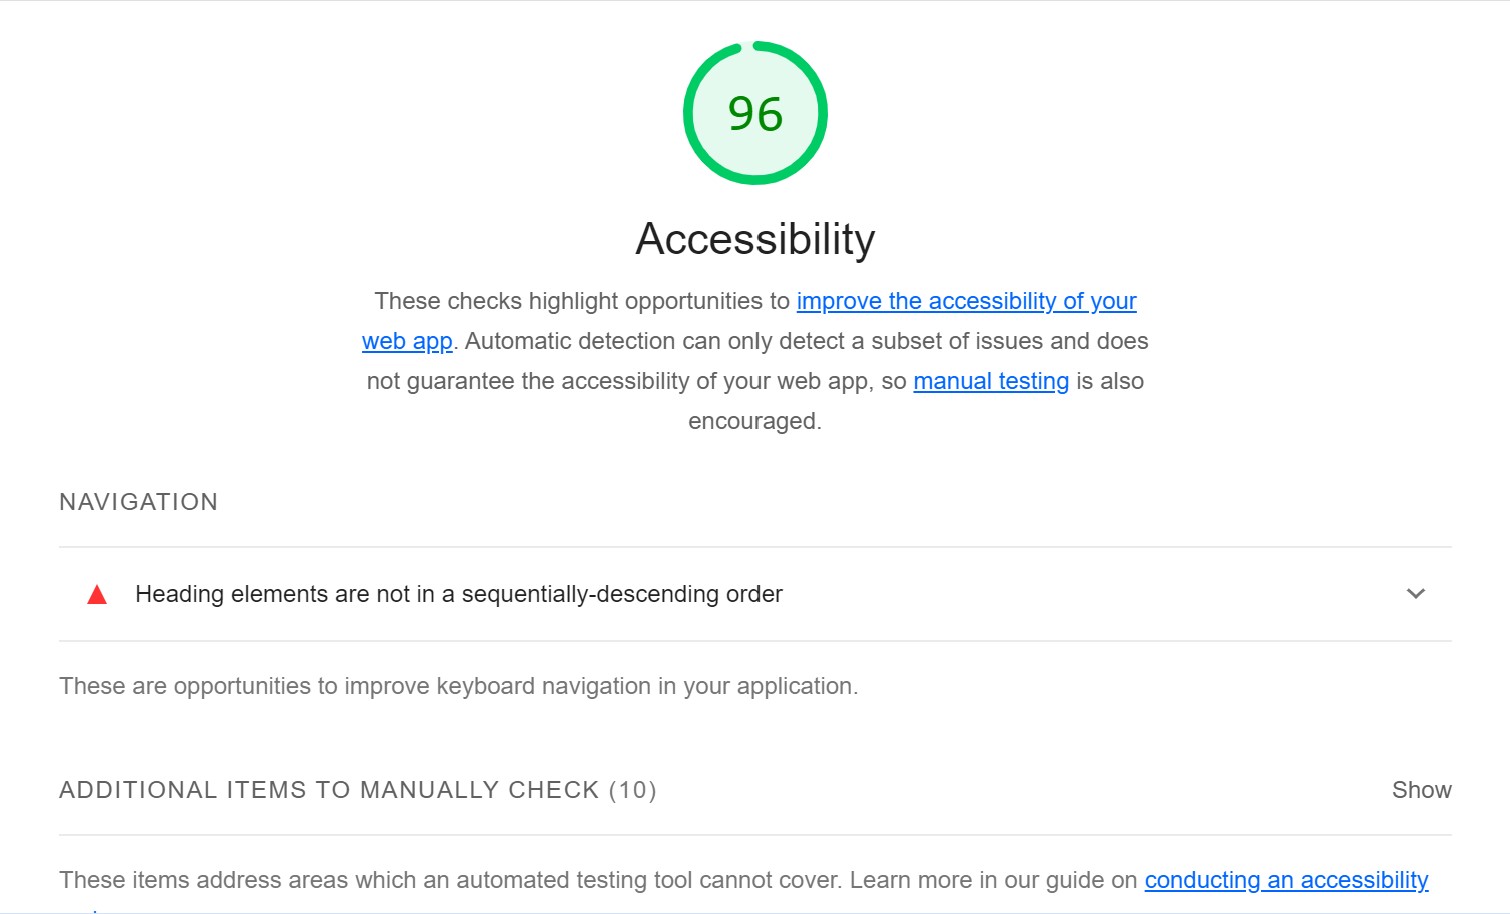 96
Accessibility
These checks highlight opportunities to improve the accessibility of your
web app. Automatic detection can only detect a subset of issues and does
not guarantee the accessibility of your web app, so manual testing is also
encouraged.
NAVIGATION
Heading elements are not in a sequentially-descending order
These are opportunities to improve keyboard navigation in your application.
ADDITIONAL ITEMS TO MANUALLY CHECK (10)
Show
These items address areas which an automated testing tool cannot cover. Learn more in our guide on conducting an accessibility